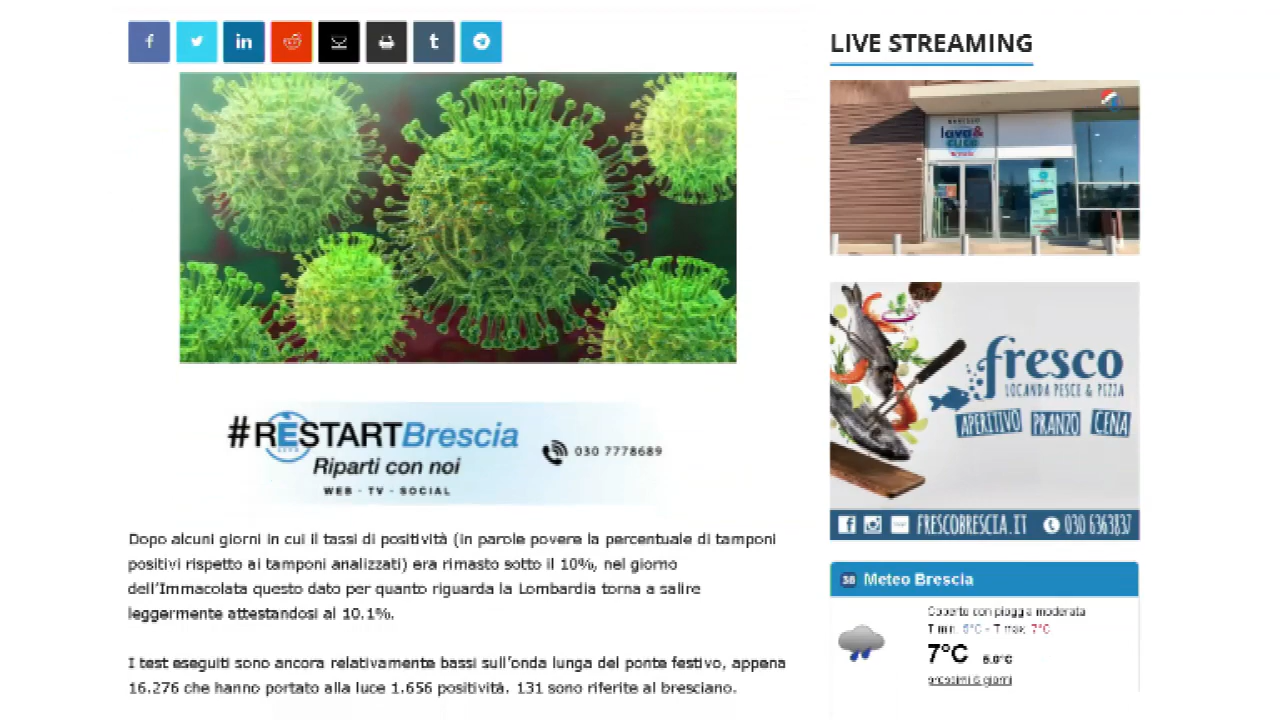 LIVE STREAMING
lava&
fresco
LOCANDA PESCE & PIZZA
APERITIVO PRANZO CENA
FRESCOBRESCIA.IT 030 6363837
#RESTARTBrescia
Riparti con noi
030 7778689
WEB · TV · SOCIAL
Dopo alcuni giorni in cui il tassi di positività (in parole povere la percentuale di tamponi
positivi rispetto ai tamponi analizzati) era rimasto sotto il 10%, nel giorno
dell'Immacolata questo dato per quanto riguarda la Lombardia torna a salire
leggermente attestandosi al 10.1%.
I test eseguiti sono ancora relativamente bassi sull'onda lunga del ponte festivo, appena
16.276 che hanno portato alla luce 1.656 positività. 131 sono riferite al bresciano.
Meteo Brescia
Coperto con pioggia moderata
T min. 5°C - T max. 7°C
7°C
prossimi 6 giorni